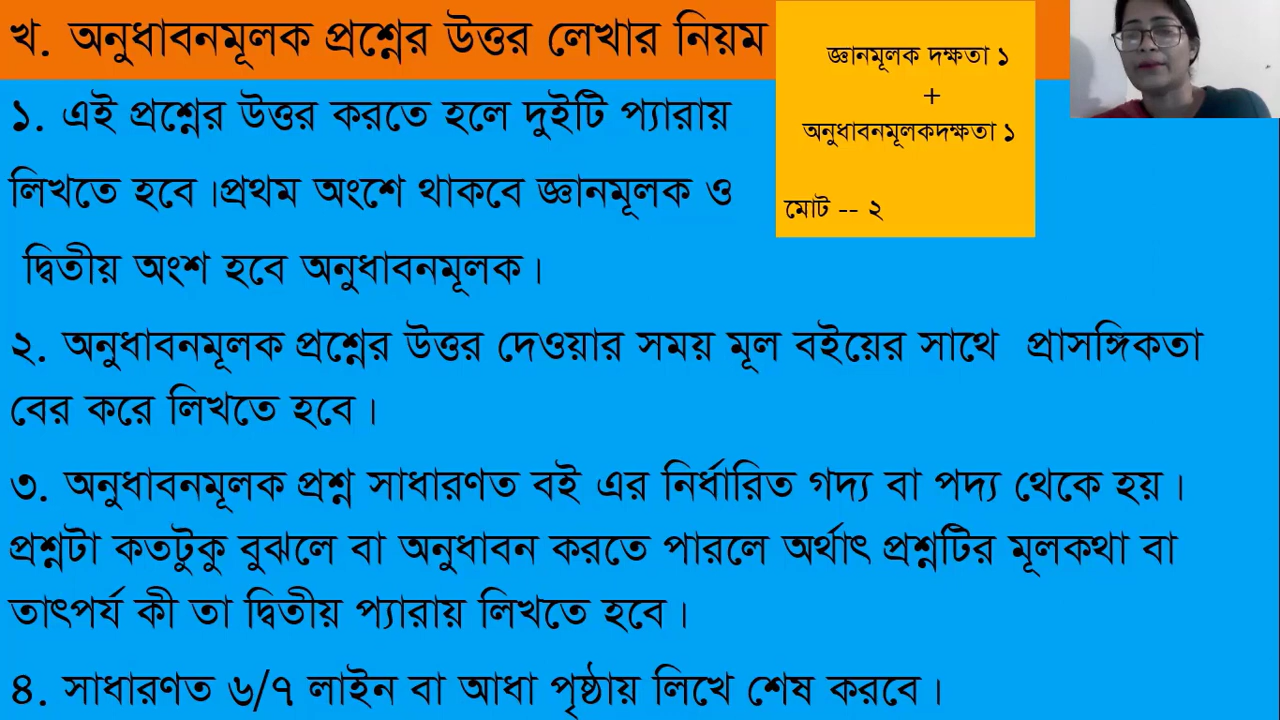 খ. অনুধাবনমূলক প্রশ্নের উত্তর লেখার নিয়ম
জ্ঞানমূলক দক্ষতা ১
+
অনুধাবনমূলকদক্ষতা ১
মোট -- ২
১. এই প্রশ্নের উত্তর করতে হলে দুইটি প্যারায়
লিখতে হবে।প্রথম অংশে থাকবে জ্ঞানমূলক ও
দ্বিতীয় অংশ হবে অনুধাবনমূলক।
২. অনুধাবনমূলক প্রশ্নের উত্তর দেওয়ার সময় মূল বইয়ের সাথে প্রাসঙ্গিকতা
বের করে লিখতে হবে।
৩. অনুধাবনমূলক প্রশ্ন সাধারণত বই এর নির্ধারিত গদ্য বা পদ্য থেকে হয়।
প্রশ্নটা কতটুকু বুঝলে বা অনুধাবন করতে পারলে অর্থাৎ প্রশ্নটির মূলকথা বা
তাৎপর্য কী তা দ্বিতীয় প্যারায় লিখতে হবে।
৪. সাধারণত ৬/৭ লাইন বা আধা পৃষ্ঠায় লিখে শেষ করবে।